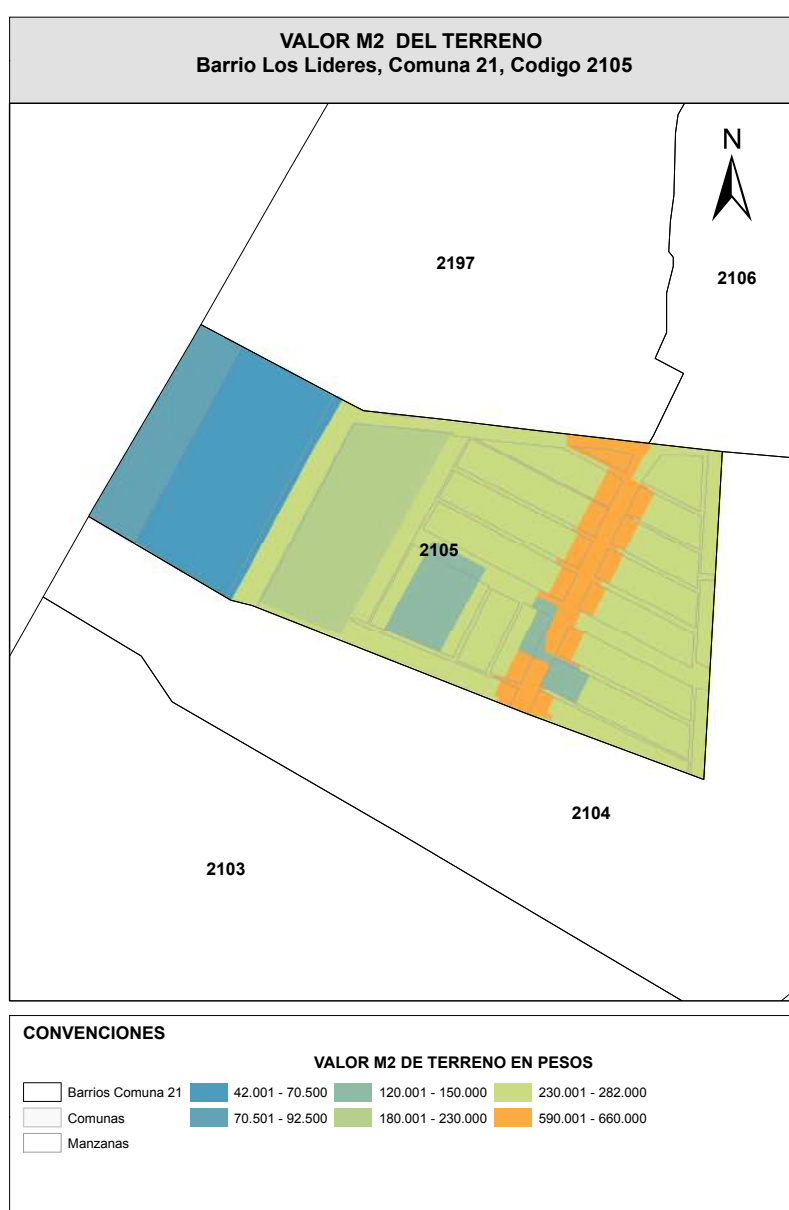 VALOR M2 DEL TERRENO
Barrio Los Lideres, Comuna 21, Codigo 2105
N
2197
2106
2105
2104
2103
CONVENCIONES
VALOR M2 DE TERRENO EN PESOS
Barrios Comuna 21
42.001 - 70.500
120.001 - 150.000
230.001 - 282.000
Comunas
70.501 - 92.500
180.001 - 230.000
590.001 - 660.000
Manzanas